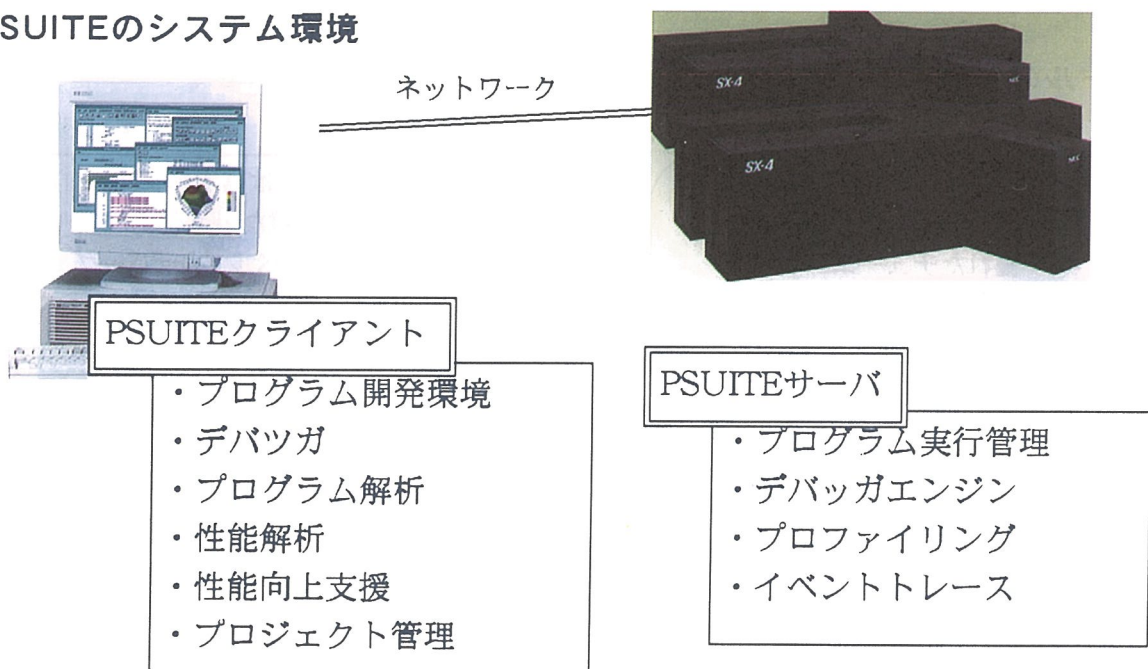 SUITEのシステム環境
ネットワーク
SX-4
SX-4
PSUITEクライアント
・プログラム開発環境
・デバツガ
・プログラム解析
・性能解析
・性能向上支援
・プロジェクト管理
PSUITEサーバ
・プログラム実行管理
・デバッガエンジン
・プロファイリング
・イベントトレース